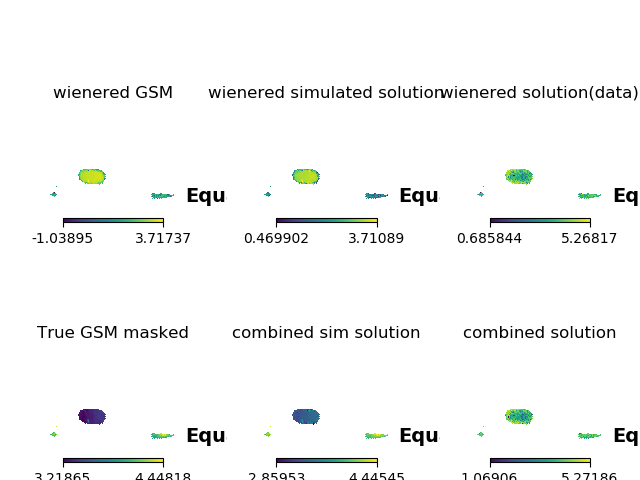 wienered GSM wienered simulated solution wienered solution(data)
Equ Equ Eq
-1.03895 3.71737 0.469902 3.71089 0.685844 5.26817
True GSM masked combined sim solution combined solution
Equ Equ Eq
3.21865 4.44818 2.85953 4.44545 1.06906 5.27186